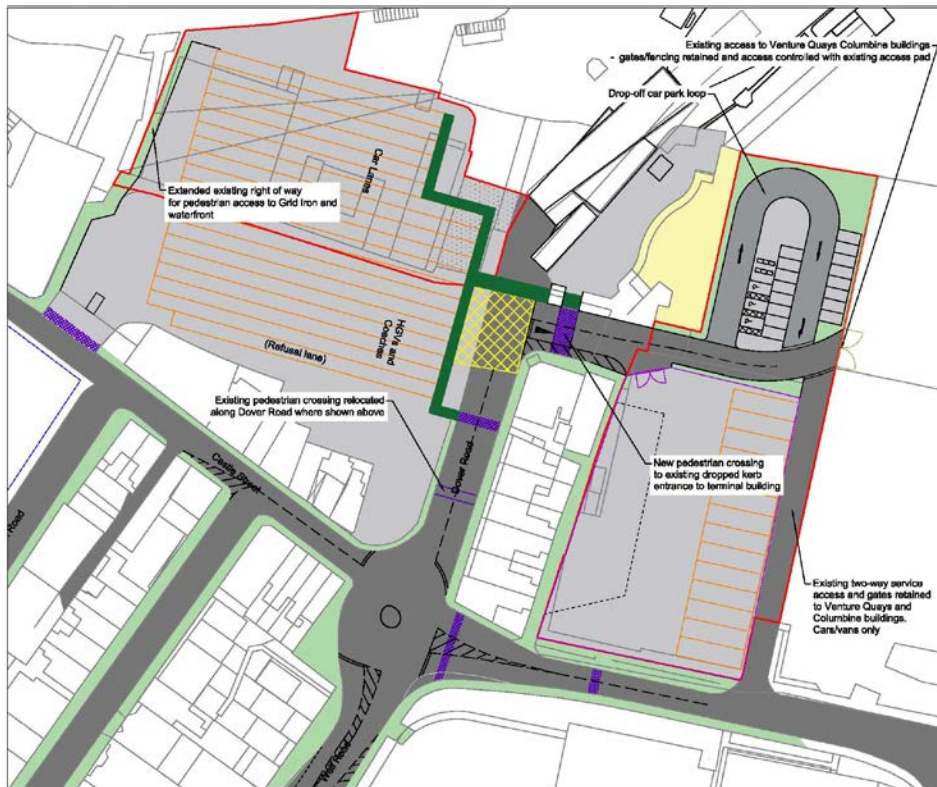 Existing access to Venture Quays Columbine buildings
- gates/fencing retained and access controlled with existing access pad
Drop-off car park loop
Car Lanes
Extended existing right of way
for pedestrian access to Grid Iron and
waterfront
HGVs and
Coaches
(Refusal lane)
Existing pedestrian crossing relocated
along Dover Road where shown above
Dover Road
New pedestrian crossing
to existing dropped kerb
entrance to terminal building
Castle Street
Road
Existing two-way service
access and gates retained
to Venture Quays and
Columbine buildings.
Cars/vans only
Well Road